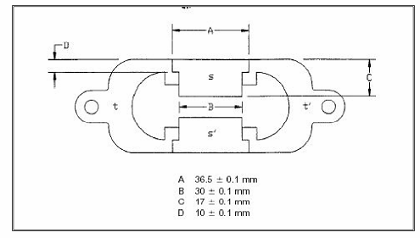 A
D
s
C
B
t
t'
s'
A 36.5 ± 0.1 mm
B 30 ± 0.1 mm
C 17 ± 0.1 mm
D 10 ± 0.1 mm